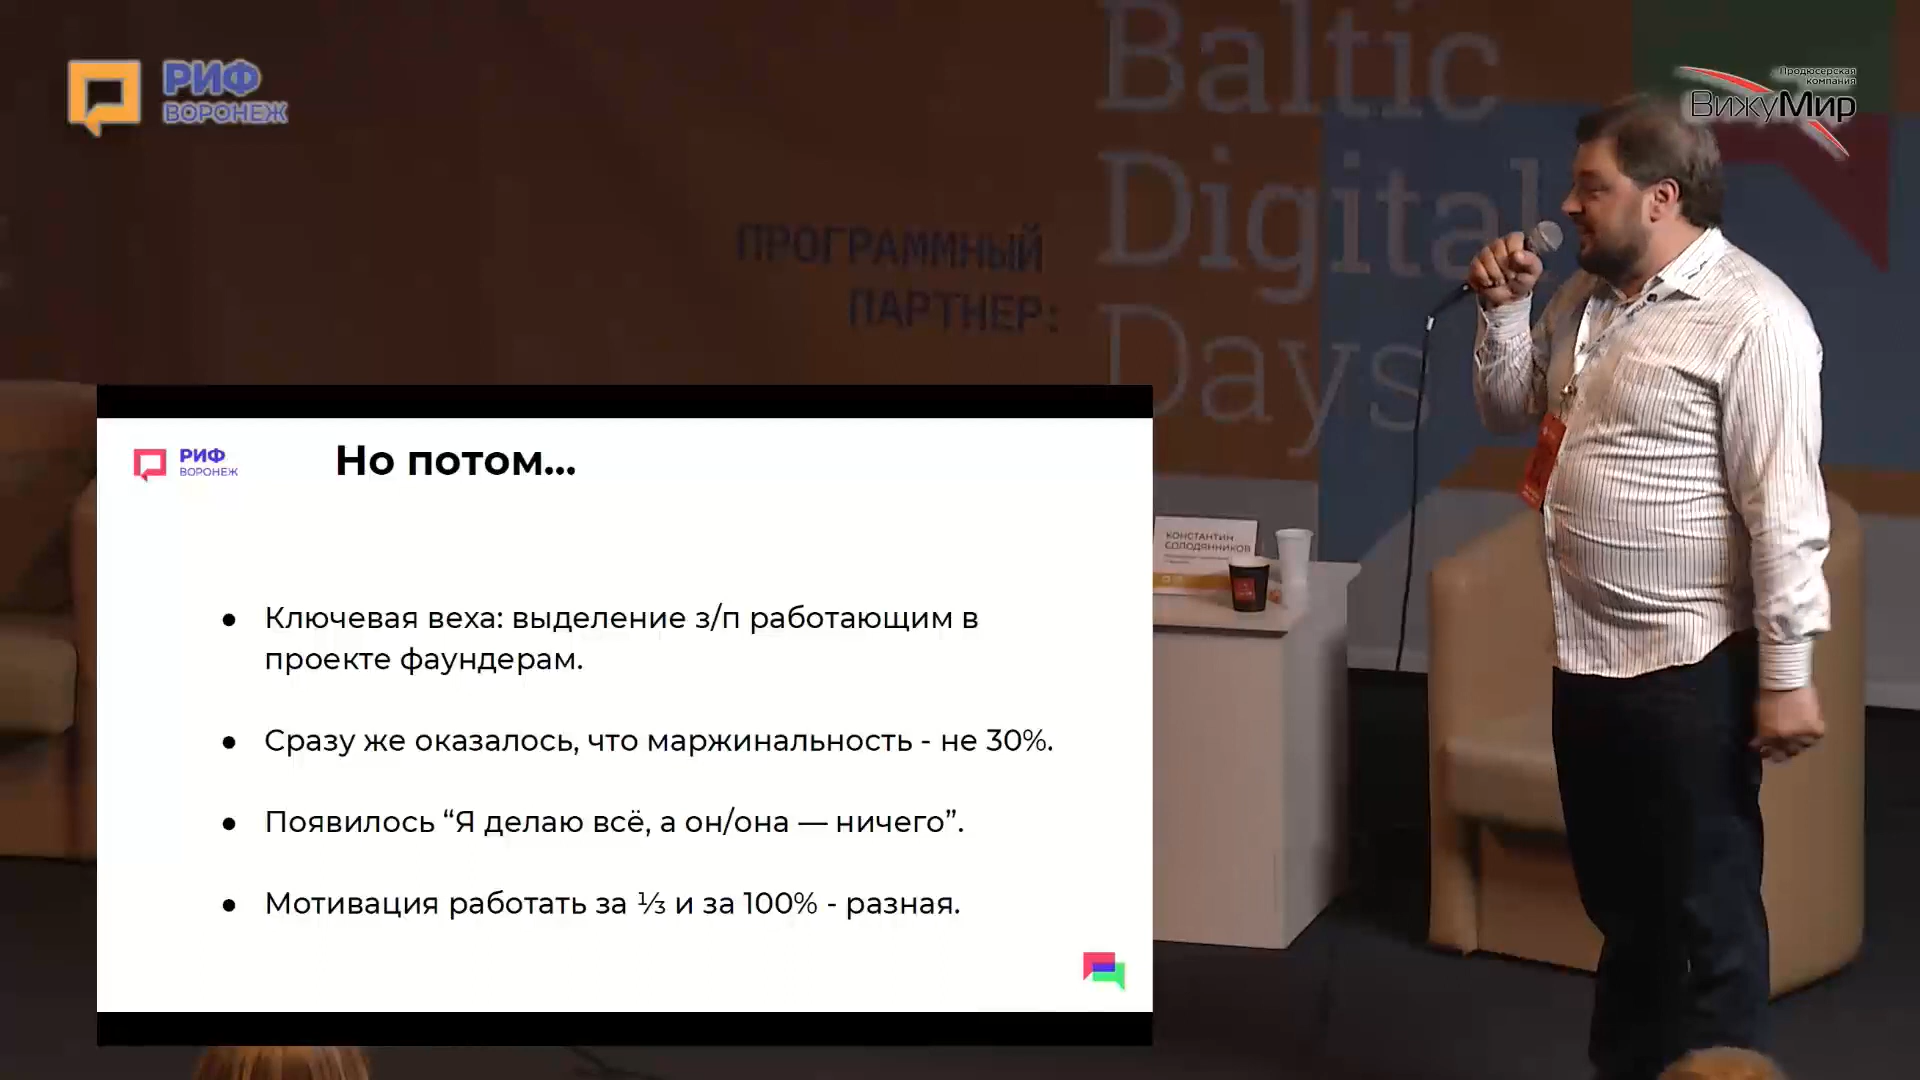 РИФ
ВОРОНЕЖ
Baltic
Digital
Days
Продюсерская
компания
ВижуМир
ПРОГРАММНЫЙ
ПАРТНЕР:
РИФ
ВОРОНЕЖ
Но потом...
● Ключевая веха: выделение з/п работающим в
проекте фаундерам.
● Сразу же оказалось, что маржинальность - не 30%.
● Появилось “Я делаю всё, а он/она — ничего”.
● Мотивация работать за ⅓ и за 100% - разная.
КОНСТАНТИН
СОЛОДЯННИКОВ